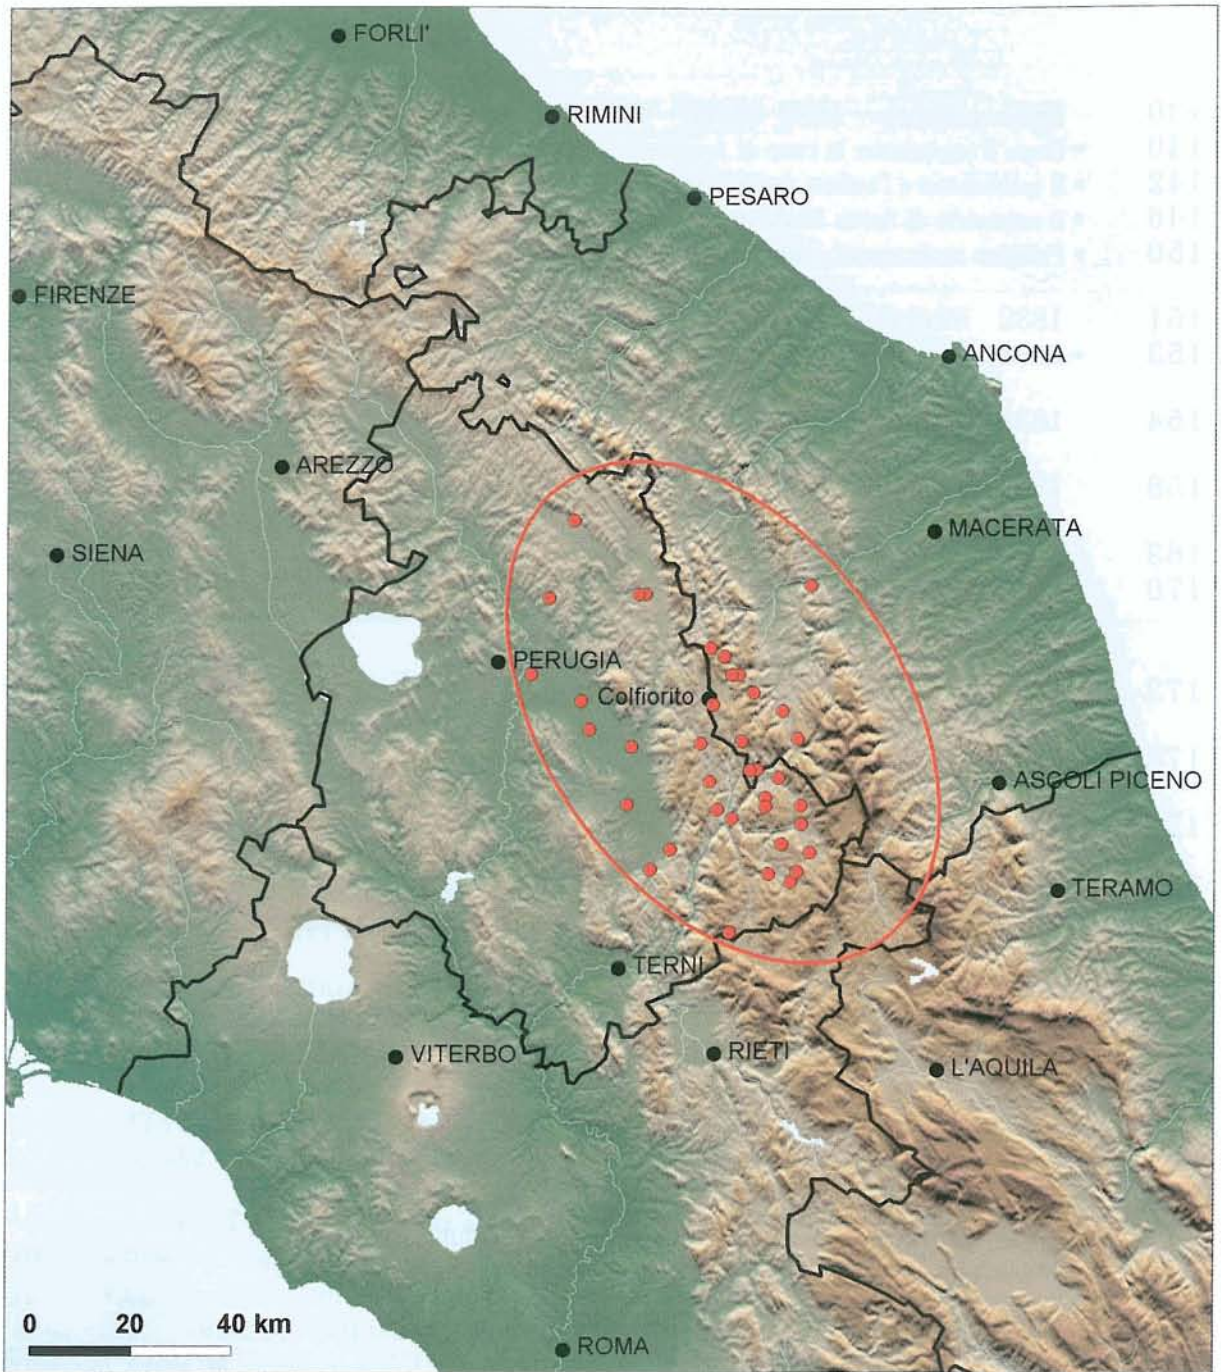 FORLI'
RIMINI
PESARO
FIRENZE
ANCONA
AREZZO
MACERATA
SIENA
PERUGIA
Colfiorito
ASCOLI PICENO
TERAMO
TERNI
VITERBO
RIETI
L'AQUILA
0 20 40 km
ROMA